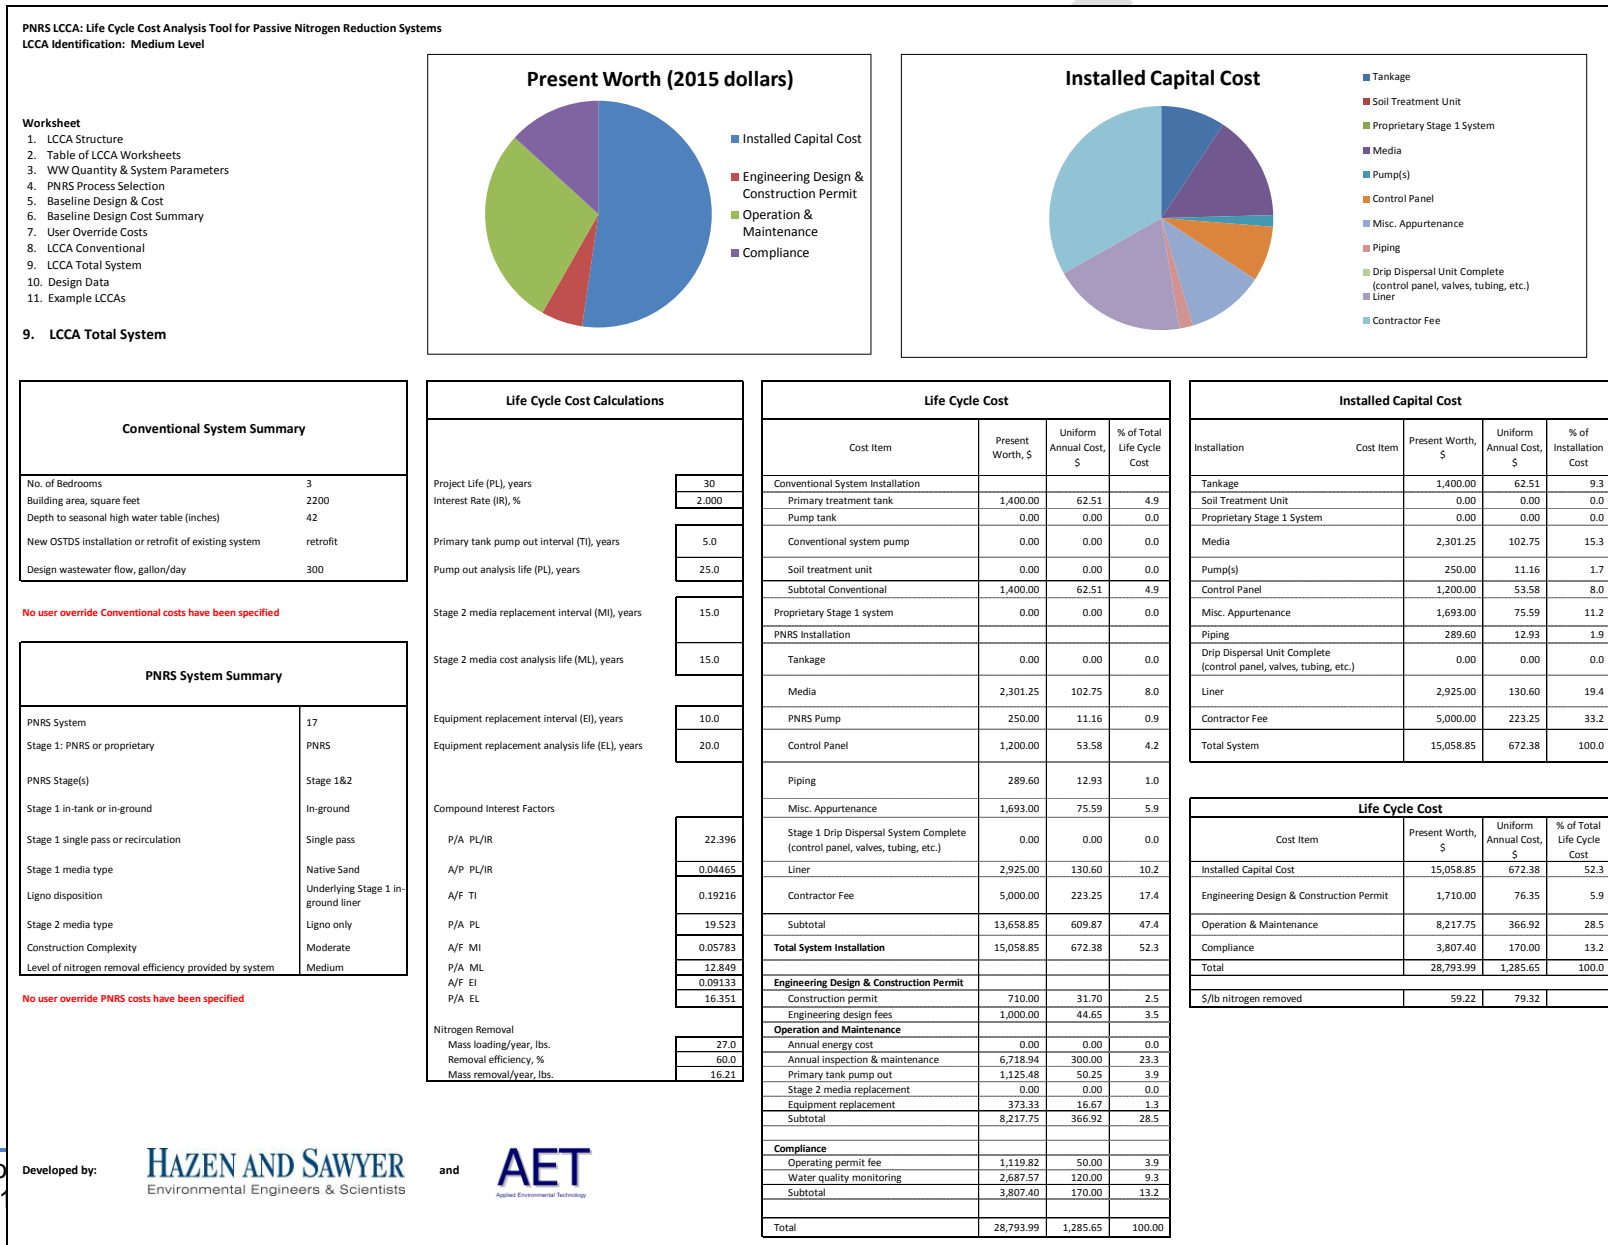 PNRS LCCA: Life Cycle Cost Analysis Tool for Passive Nitrogen Reduction Systems
LCCA Identification: Medium Level
Worksheet
1. LCCA Structure
2. Table of LCCA Worksheets
3. WW Quantity & System Parameters
4. PNRS Process Selection
5. Baseline Design & Cost
6. Baseline Design Cost Summary
7. User Override Costs
8. LCCA Conventional
9. LCCA Total System
10. Design Data
11. Example LCCAs
9. LCCA Total System
Present Worth (2015 dollars)
Installed Capital Cost
Engineering Design &
Construction Permit
Operation &
Maintenance
Compliance
Installed Capital Cost
Tankage
Soil Treatment Unit
Proprietary Stage 1 System
Media
Pump(s)
Control Panel
Misc. Appurtenance
Piping
Drip Dispersal Unit Complete
(control panel, valves, tubing, etc.)
Liner
Contractor Fee
Conventional System Summary
No. of Bedrooms 3
Building area, square feet 2200
Depth to seasonal high water table (inches) 42
New OSTDS installation or retrofit of existing system retrofit
Design wastewater flow, gallon/day 300
No user override Conventional costs have been specified
PNRS System Summary
PNRS System 17
Stage 1: PNRS or proprietary PNRS
PNRS Stage(s) Stage 1&2
Stage 1 in-tank or in-ground In-ground
Stage 1 single pass or recirculation Single pass
Stage 1 media type Native Sand
Ligno disposition Underlying Stage 1 in-
ground liner
Stage 2 media type Ligno only
Construction Complexity Moderate
Level of nitrogen removal efficiency provided by system Medium
No user override PNRS costs have been specified
Life Cycle Cost Calculations
Project Life (PL), years 30
Interest Rate (IR), % 2.000
Primary tank pump out interval (TI), years 5.0
Pump out analysis life (PL), years 25.0
Stage 2 media replacement interval (MI), years 15.0
Stage 2 media cost analysis life (ML), years 15.0
Equipment replacement interval (EI), years 10.0
Equipment replacement analysis life (EL), years 20.0
Compound Interest Factors
P/A PL/IR 22.396
A/P PL/IR 0.04465
A/F TI 0.19216
P/A PL 19.523
A/F MI 0.05783
P/A ML 12.849
A/F EI 0.09133
P/A EL 16.351
Nitrogen Removal
Mass loading/year, lbs. 27.0
Removal efficiency, % 60.0
Mass removal/year, lbs. 16.21
Life Cycle Cost
Cost Item Present Worth, $ Uniform Annual Cost, $ % of Total Life Cycle Cost
Conventional System Installation
Primary treatment tank 1,400.00 62.51 4.9
Pump tank 0.00 0.00 0.0
Conventional system pump 0.00 0.00 0.0
Soil treatment unit 0.00 0.00 0.0
Subtotal Conventional 1,400.00 62.51 4.9
Proprietary Stage 1 system 0.00 0.00 0.0
PNRS Installation
Tankage 0.00 0.00 0.0
Media 2,301.25 102.75 8.0
PNRS Pump 250.00 11.16 0.9
Control Panel 1,200.00 53.58 4.2
Piping 289.60 12.93 1.0
Misc. Appurtenance 1,693.00 75.59 5.9
Stage 1 Drip Dispersal System Complete
(control panel, valves, tubing, etc.) 0.00 0.00 0.0
Liner 2,925.00 130.60 10.2
Contractor Fee 5,000.00 223.25 17.4
Subtotal 13,658.85 609.87 47.4
Total System Installation 15,058.85 672.38 52.3
Engineering Design & Construction Permit
Construction permit 710.00 31.70 2.5
Engineering design fees 1,000.00 44.65 3.5
Operation and Maintenance
Annual energy cost 0.00 0.00 0.0
Annual inspection & maintenance 6,718.94 300.00 23.3
Primary tank pump out 1,125.48 50.25 3.9
Stage 2 media replacement 0.00 0.00 0.0
Equipment replacement 373.33 16.67 1.3
Subtotal 8,217.75 366.92 28.5
Compliance
Operating permit fee 1,119.82 50.00 3.9
Water quality monitoring 2,687.57 120.00 9.3
Subtotal 3,807.40 170.00 13.2
Total 28,793.99 1,285.65 100.00
Installed Capital Cost
Installation Cost Item Present Worth, $ Uniform Annual Cost, $ % of Installation Cost
Tankage 1,400.00 62.51 9.3
Soil Treatment Unit 0.00 0.00 0.0
Proprietary Stage 1 System 0.00 0.00 0.0
Media 2,301.25 102.75 15.3
Pump(s) 250.00 11.16 1.7
Control Panel 1,200.00 53.58 8.0
Misc. Appurtenance 1,693.00 75.59 11.2
Piping 289.60 12.93 1.9
Drip Dispersal Unit Complete
(control panel, valves, tubing, etc.) 0.00 0.00 0.0
Liner 2,925.00 130.60 19.4
Contractor Fee 5,000.00 223.25 33.2
Total System 15,058.85 672.38 100.0
Life Cycle Cost
Cost Item Present Worth, $ Uniform Annual Cost, $ % of Total Life Cycle Cost
Installed Capital Cost 15,058.85 672.38 52.3
Engineering Design & Construction Permit 1,710.00 76.35 5.9
Operation & Maintenance 8,217.75 366.92 28.5
Compliance 3,807.40 170.00 13.2
Total 28,793.99 1,285.65 100.0
$/lb nitrogen removed 59.22 79.32
Developed by:
HAZEN AND SAWYER
Environmental Engineers & Scientists
and
AET
Applied Environmental Technology